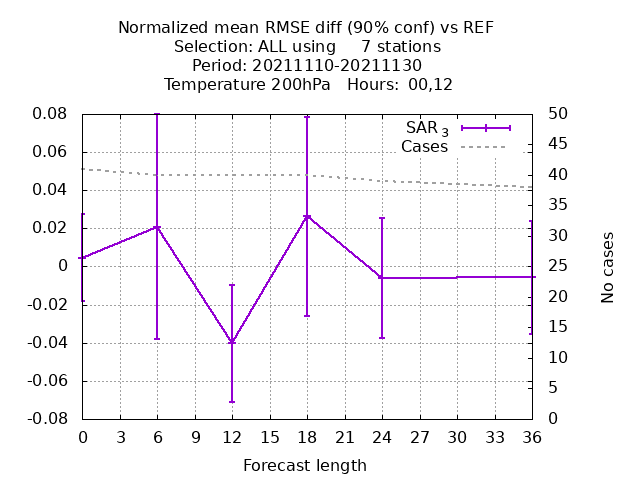 Normalized mean RMSE diff (90% conf) vs REF
Selection: ALL using 7 stations
Period: 20211110-20211130
Temperature 200hPa Hours: 00,12
0.08 50
SAR 3
45
0.06 Cases
40
0.04
35
0.02 30
0 25
-0.02 20
15
-0.04
10
-0.06
5
-0.08 0
No cases
0 3 6 9 12 15 18 21 24 27 30 33 36
Forecast length